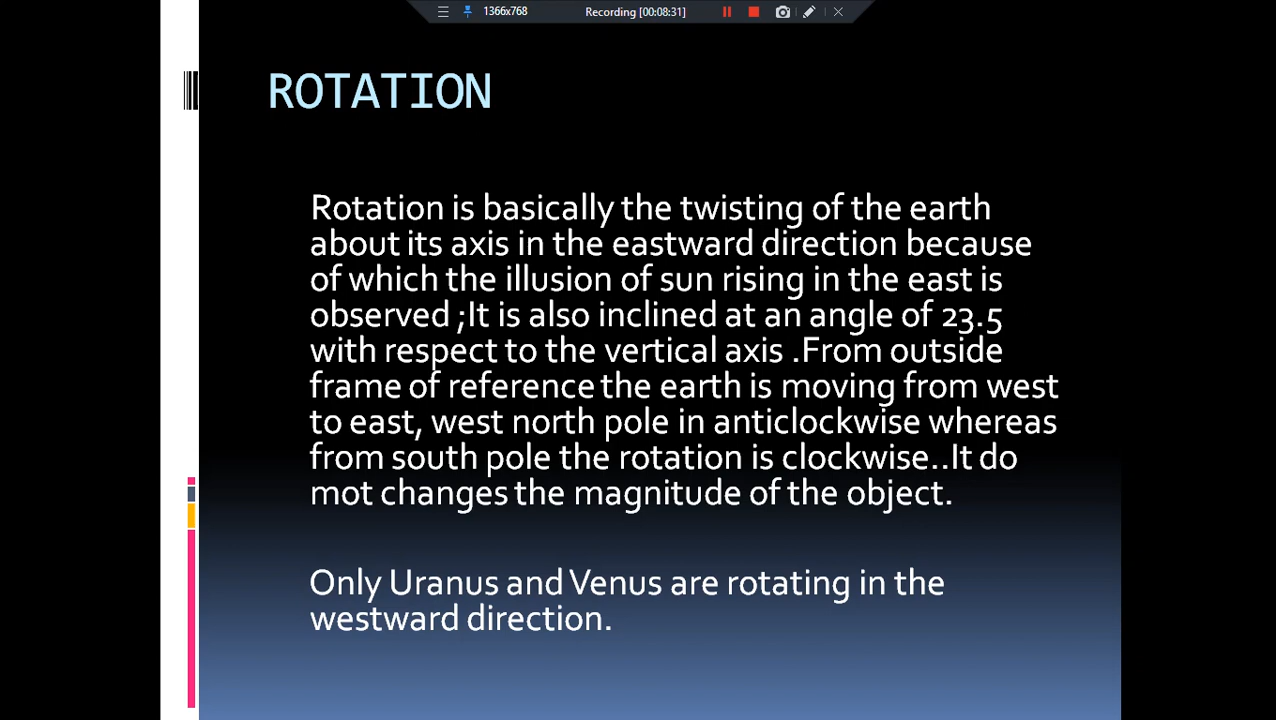 1366x768
Recording [00:08:31]
ROTATION
Rotation is basically the twisting of the earth
about its axis in the eastward direction because
of which the illusion of sun rising in the east is
observed ;It is also inclined at an angle of 23.5
with respect to the vertical axis .From outside
frame of reference the earth is moving from west
to east, west north pole in anticlockwise whereas
from south pole the rotation is clockwise..It do
mot changes the magnitude of the object.
Only Uranus and Venus are rotating in the
westward direction.